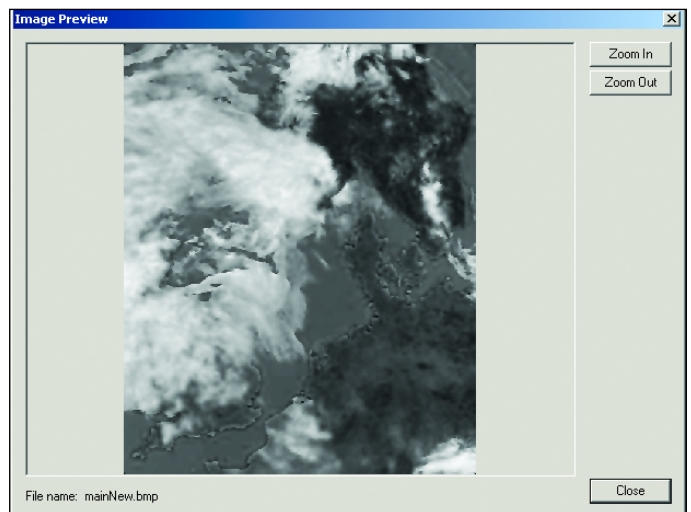 Image Preview
Zoom In
Zoom Out
File name: mainNew.bmp
Close